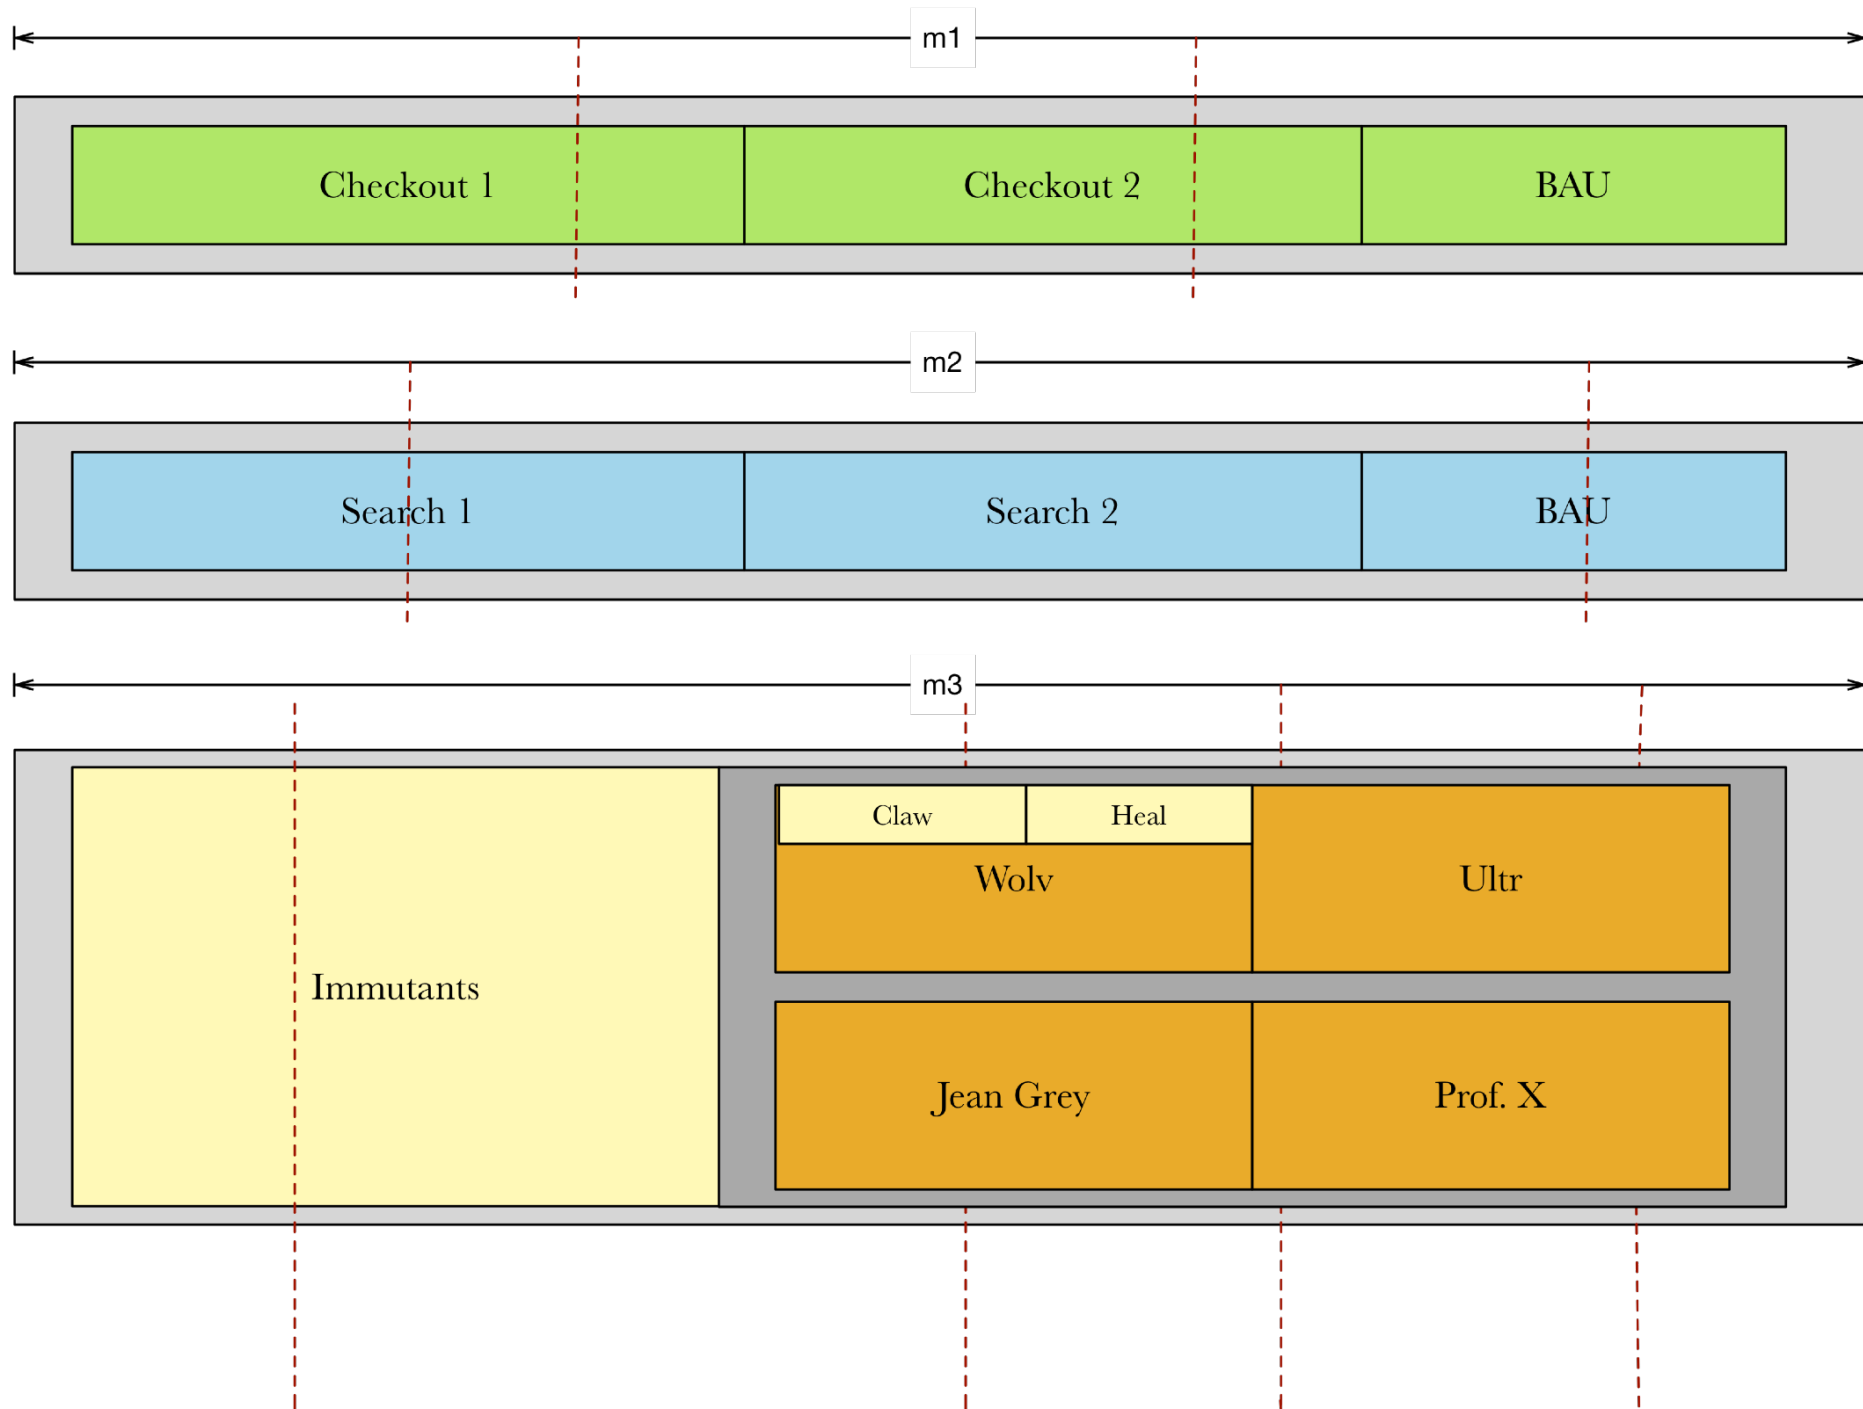 m1
Checkout 1
Checkout 2
BAU
m2
Search 1
Search 2
BAU
m3
Claw
Heal
Wolv
Ultr
Immutants
Jean Grey
Prof. X